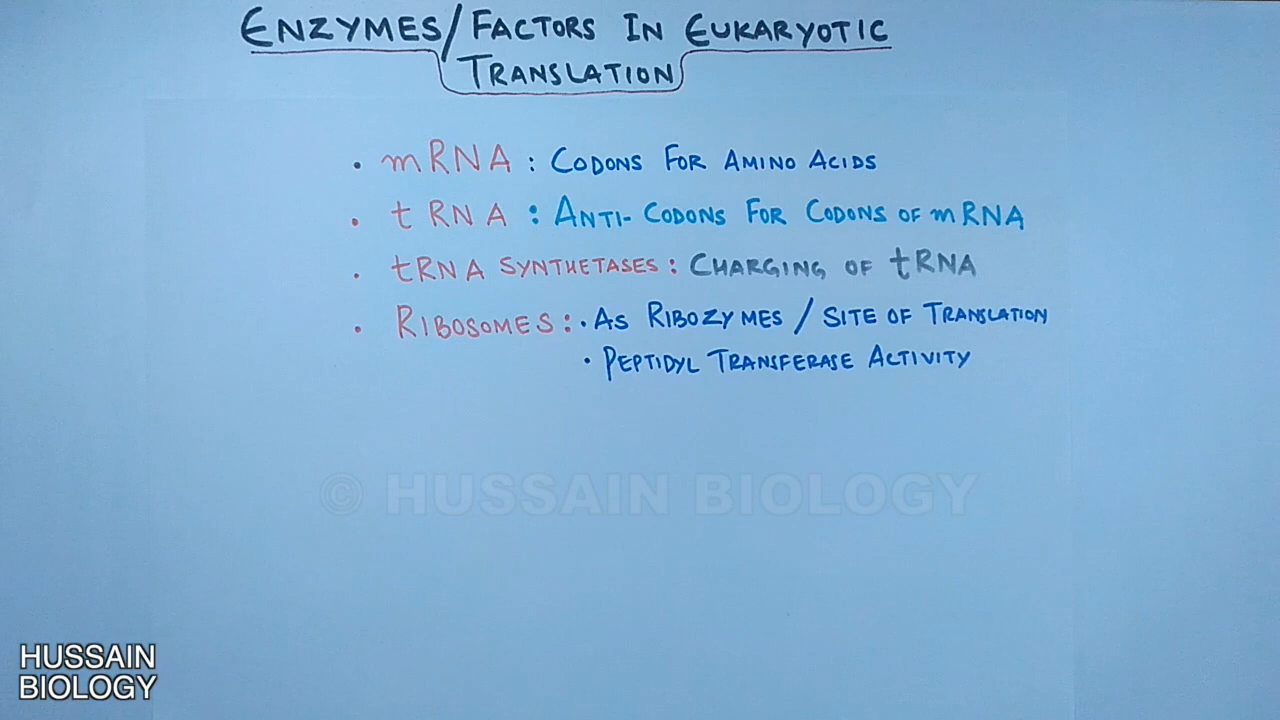 ENZYMES/FACTORS IN EUKARYOTIC
TRANSLATION
• mRNA : CODONS FOR AMINO ACIDS
• tRNA : ANTI-CODONS FOR CODONS OF mRNA
• tRNA SYNTHETASES : CHARGING OF tRNA
• RIBOSOMES : • AS RIBOZYMES / SITE OF TRANSLATION
• PEPTIDYL TRANSFERASE ACTIVITY
© HUSSAIN BIOLOGY
HUSSAIN
BIOLOGY